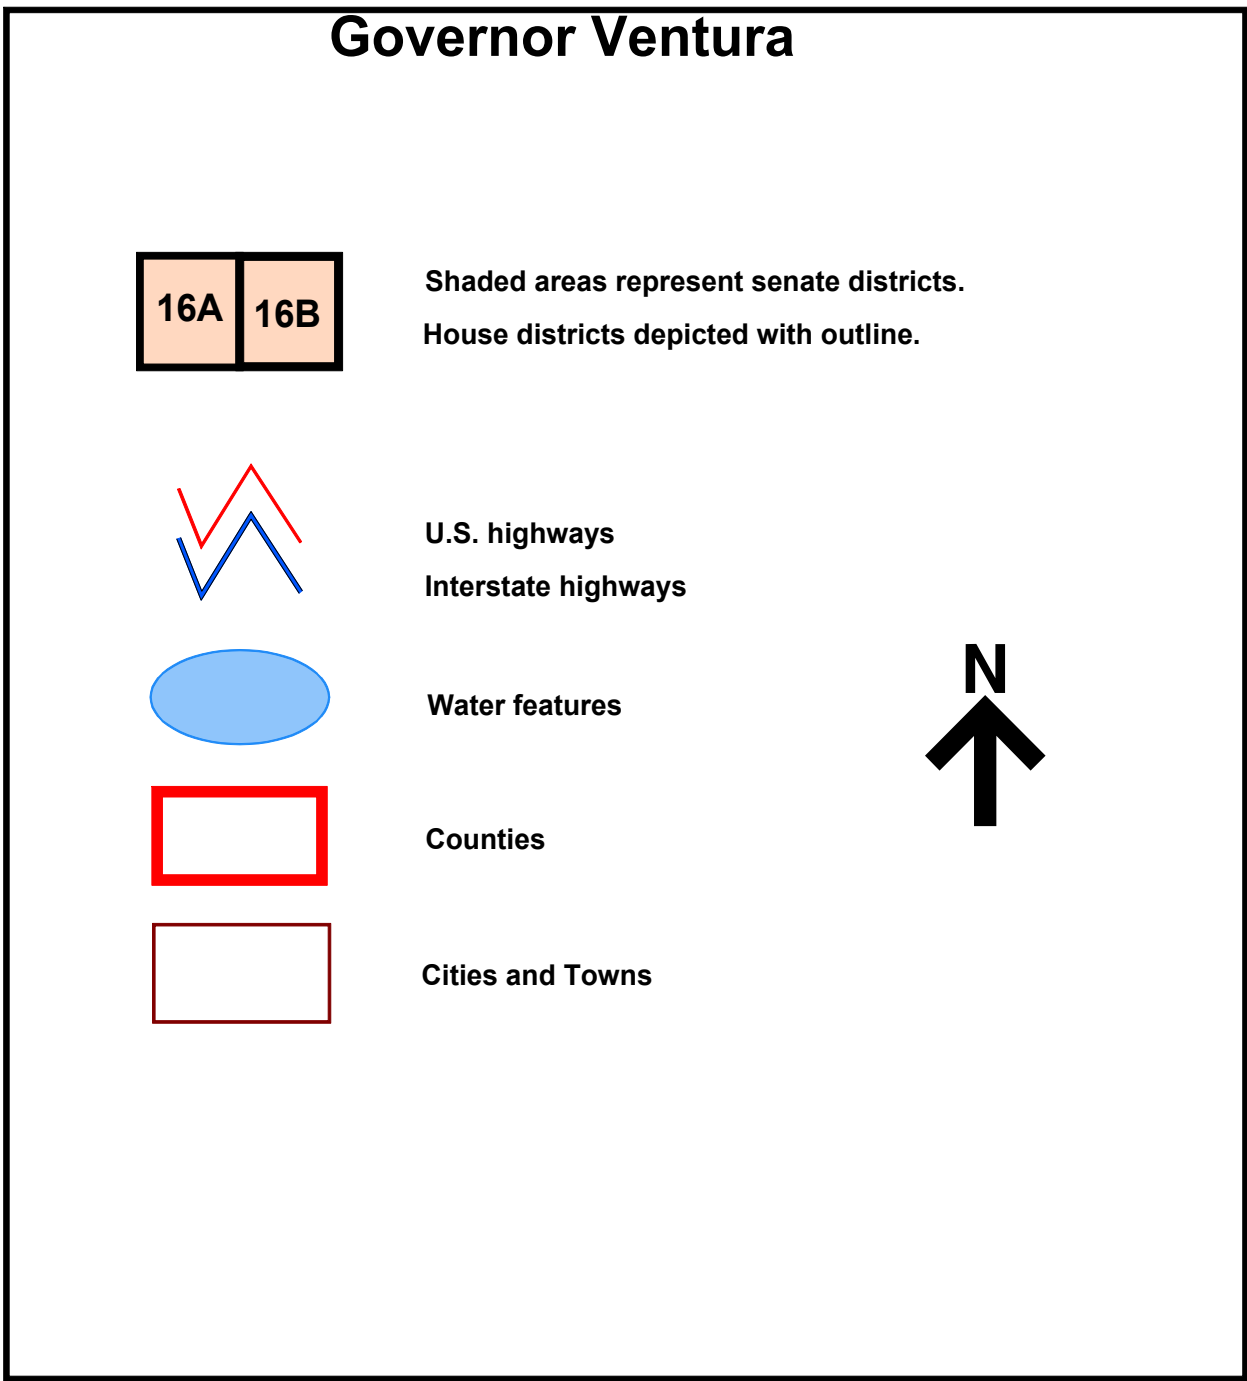 Governor Ventura
16A 16B
Shaded areas represent senate districts.
House districts depicted with outline.
U.S. highways
Interstate highways
N
Water features
Counties
Cities and Towns